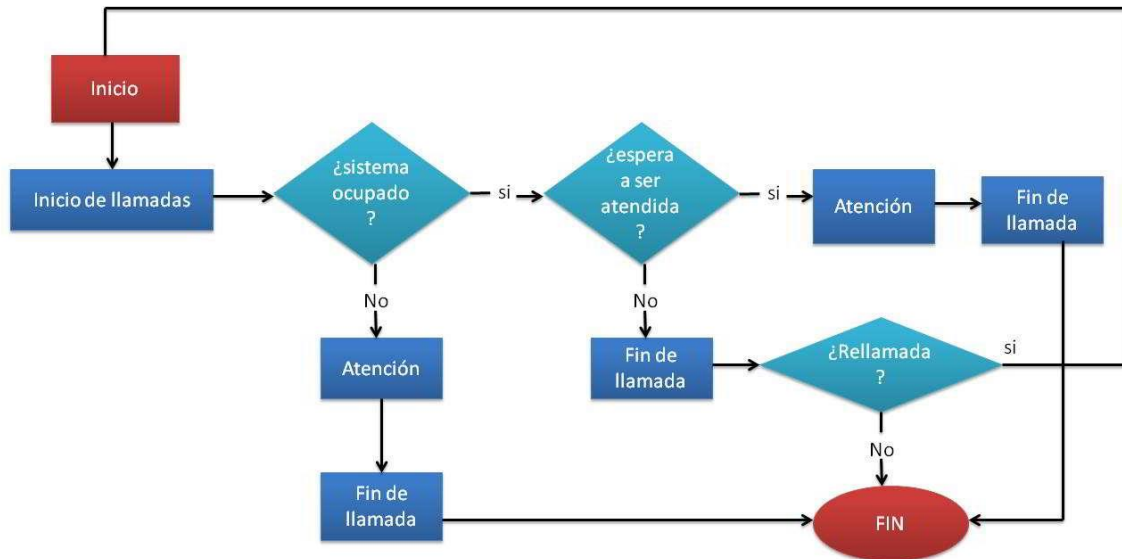 Inicio
Inicio de llamadas
¿sistema
ocupado
?
si
¿espera
a ser
atendida
?
si
Atención
Fin de
llamada
No
Atención
Fin de
llamada
No
Fin de
llamada
¿Rellamada
?
si
No
FIN